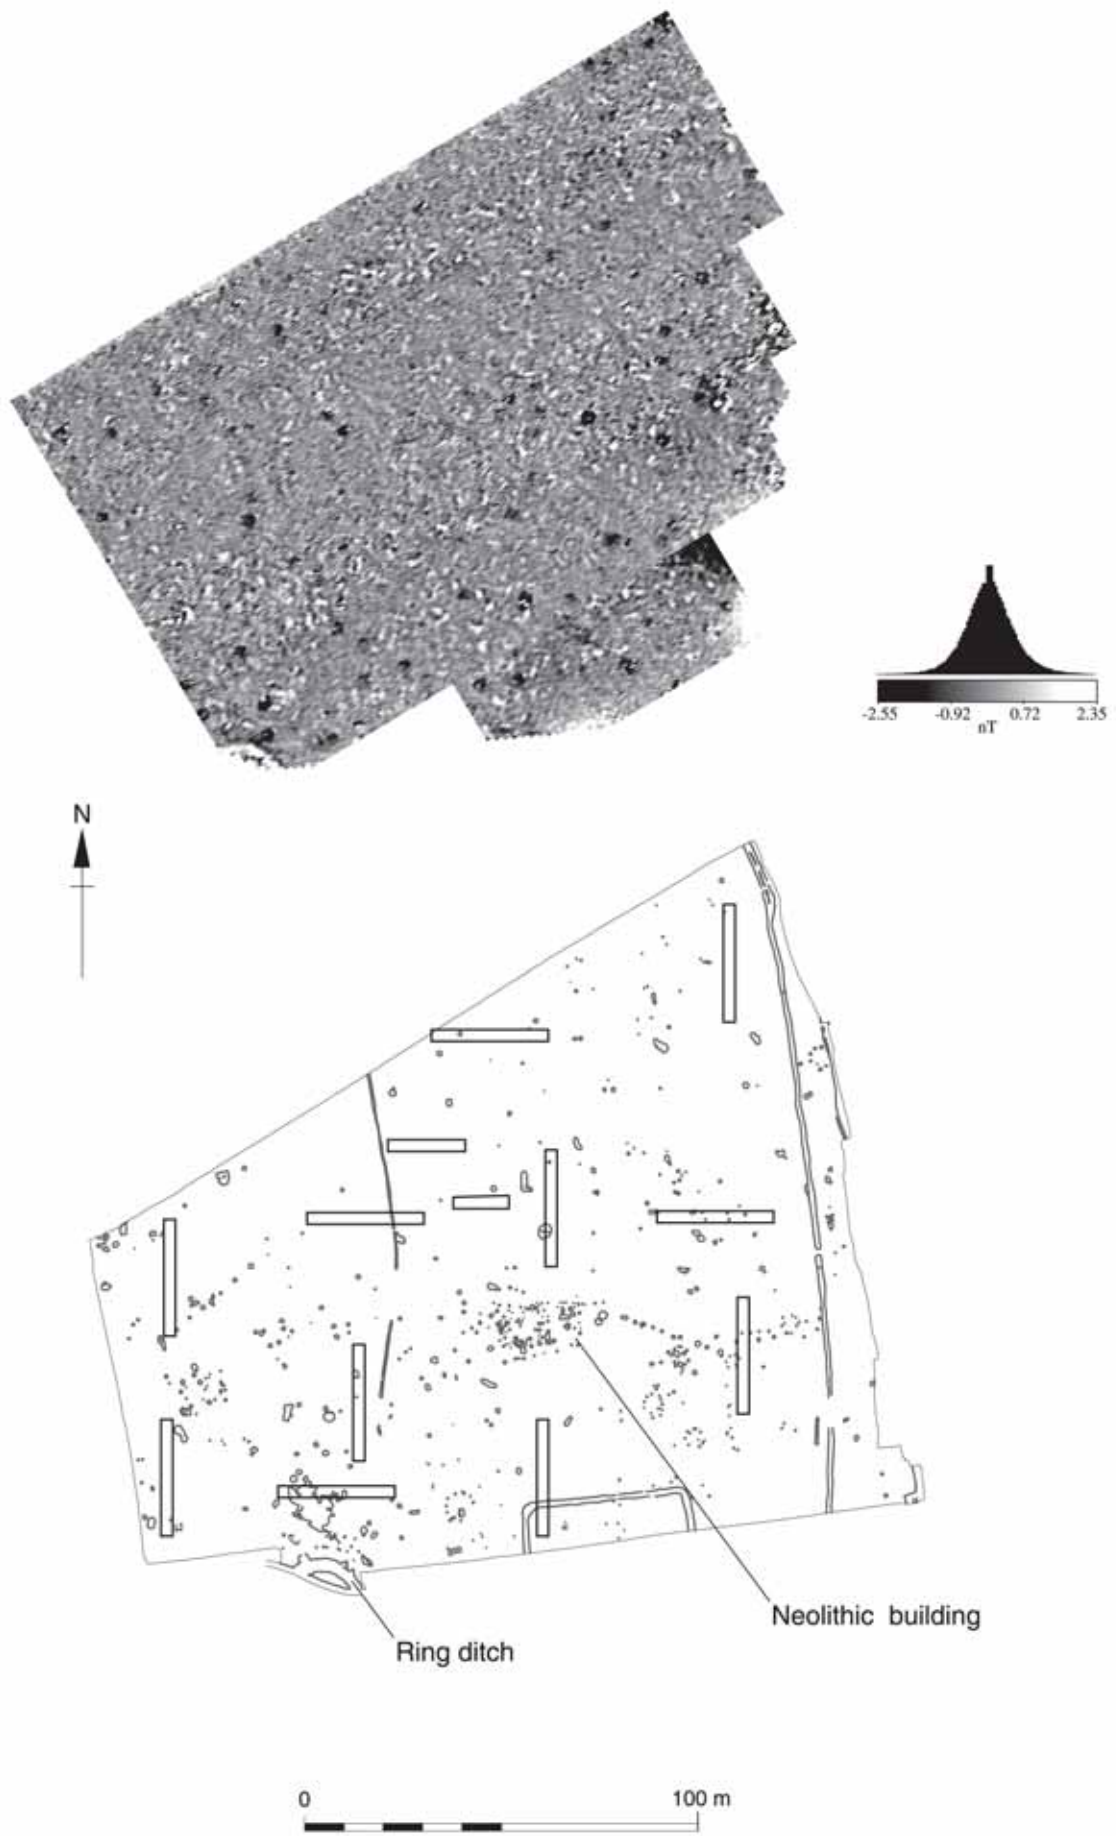 -2.55 -0.92 0.72 2.35
nT
N
Neolithic building
Ring ditch
0 100 m